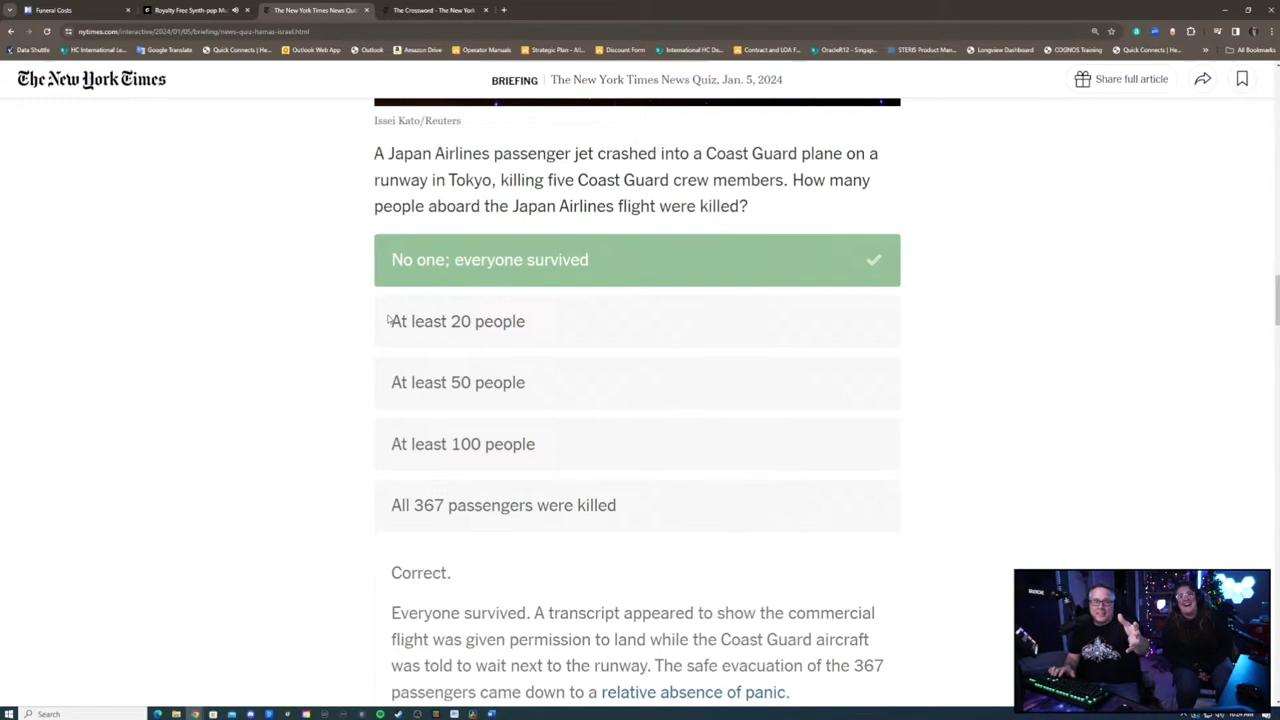 Funeral Costs
Royalty Free Synth-pop Mu
The New York Times News Qui
The Crossword - The New York
nytimes.com/interactive/2024/01/05/briefing/news-quiz-hamas-israel.html
Data Shuttle
HC International Le...
Google Translate
Quick Connects | He...
Outlook Web App
Outlook
Amazon Drive
Operator Manuals
Strategic Plan - All...
Discount Form
International HC De...
Contract and LOA F...
OracleR12 - Singap...
STERIS Product Man...
Longview Dashboard
COGNOS Training
Quick Connects | He...
All Bookmarks
The New York Times
BRIEFING
The New York Times News Quiz, Jan. 5, 2024
Share full article
Issei Kato/Reuters
A Japan Airlines passenger jet crashed into a Coast Guard plane on a
runway in Tokyo, killing five Coast Guard crew members. How many
people aboard the Japan Airlines flight were killed?
No one; everyone survived
At least 20 people
At least 50 people
At least 100 people
All 367 passengers were killed
Correct.
Everyone survived. A transcript appeared to show the commercial
flight was given permission to land while the Coast Guard aircraft
was told to wait next to the runway. The safe evacuation of the 367
passengers came down to a relative absence of panic.
Search